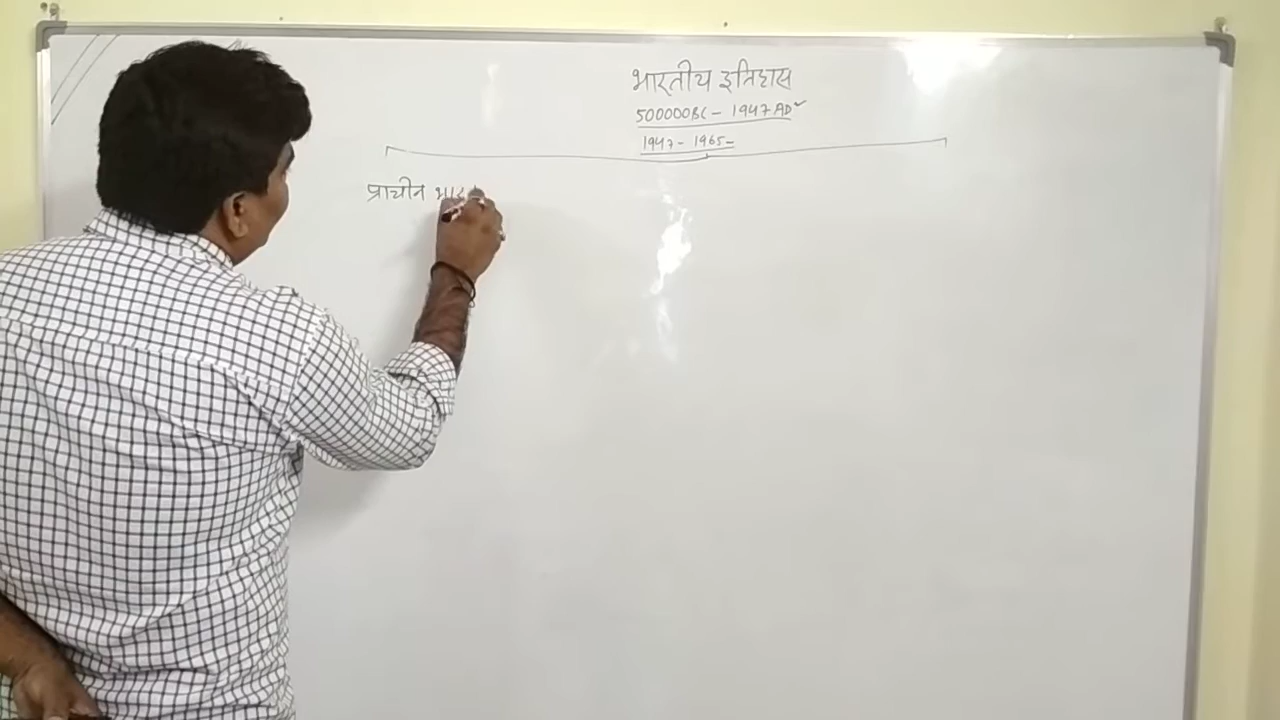 भारतीय इतिहास
500000BC - 1947 AD
1947 - 1965 -
प्राचीन